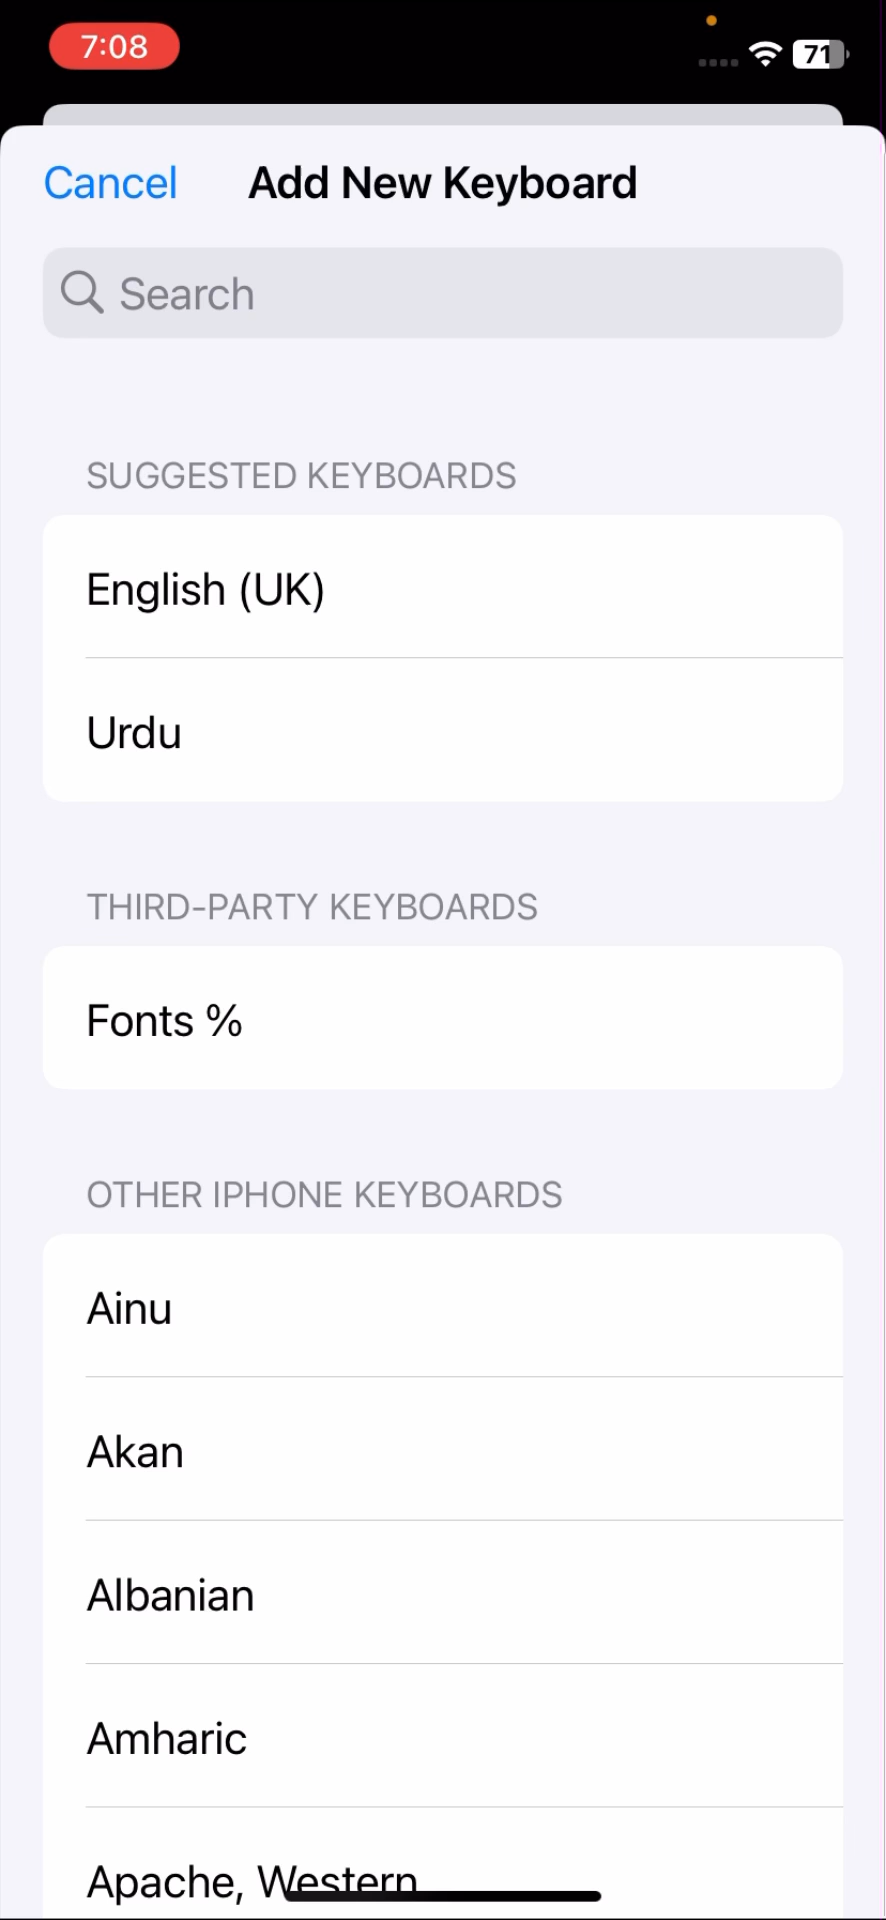 7:08
71
Cancel
Add New Keyboard
Search
SUGGESTED KEYBOARDS
English (UK)
Urdu
THIRD-PARTY KEYBOARDS
Fonts %
OTHER IPHONE KEYBOARDS
Ainu
Akan
Albanian
Amharic
Apache, Western